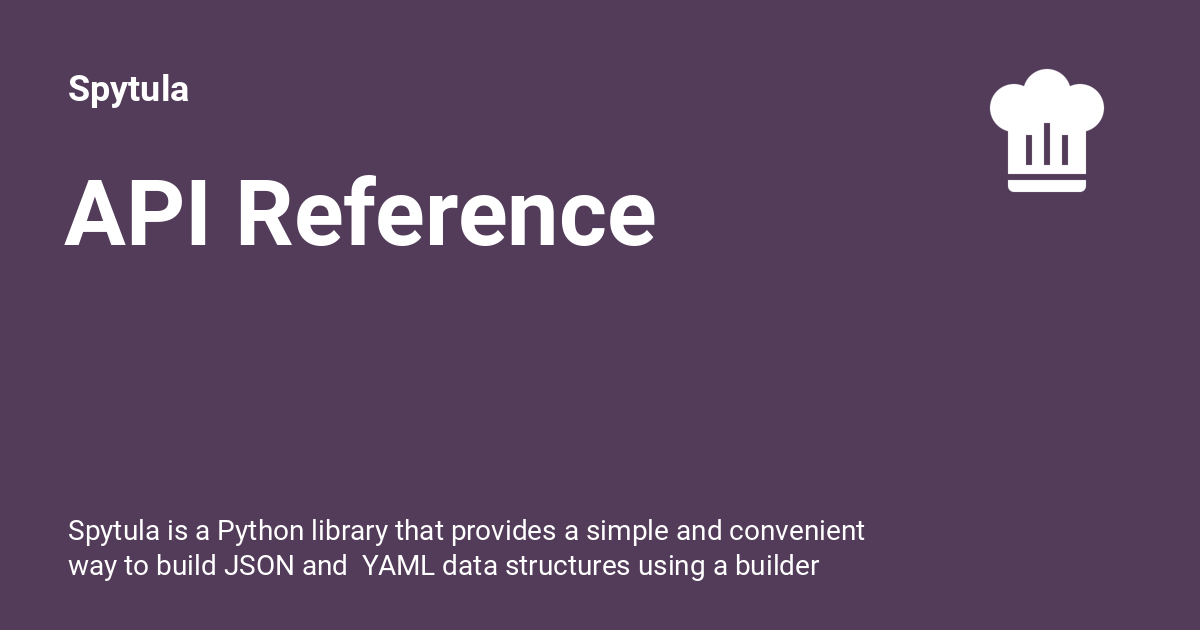 Spytula
API Reference
Spytula is a Python library that provides a simple and convenient
way to build JSON and  YAML data structures using a builder